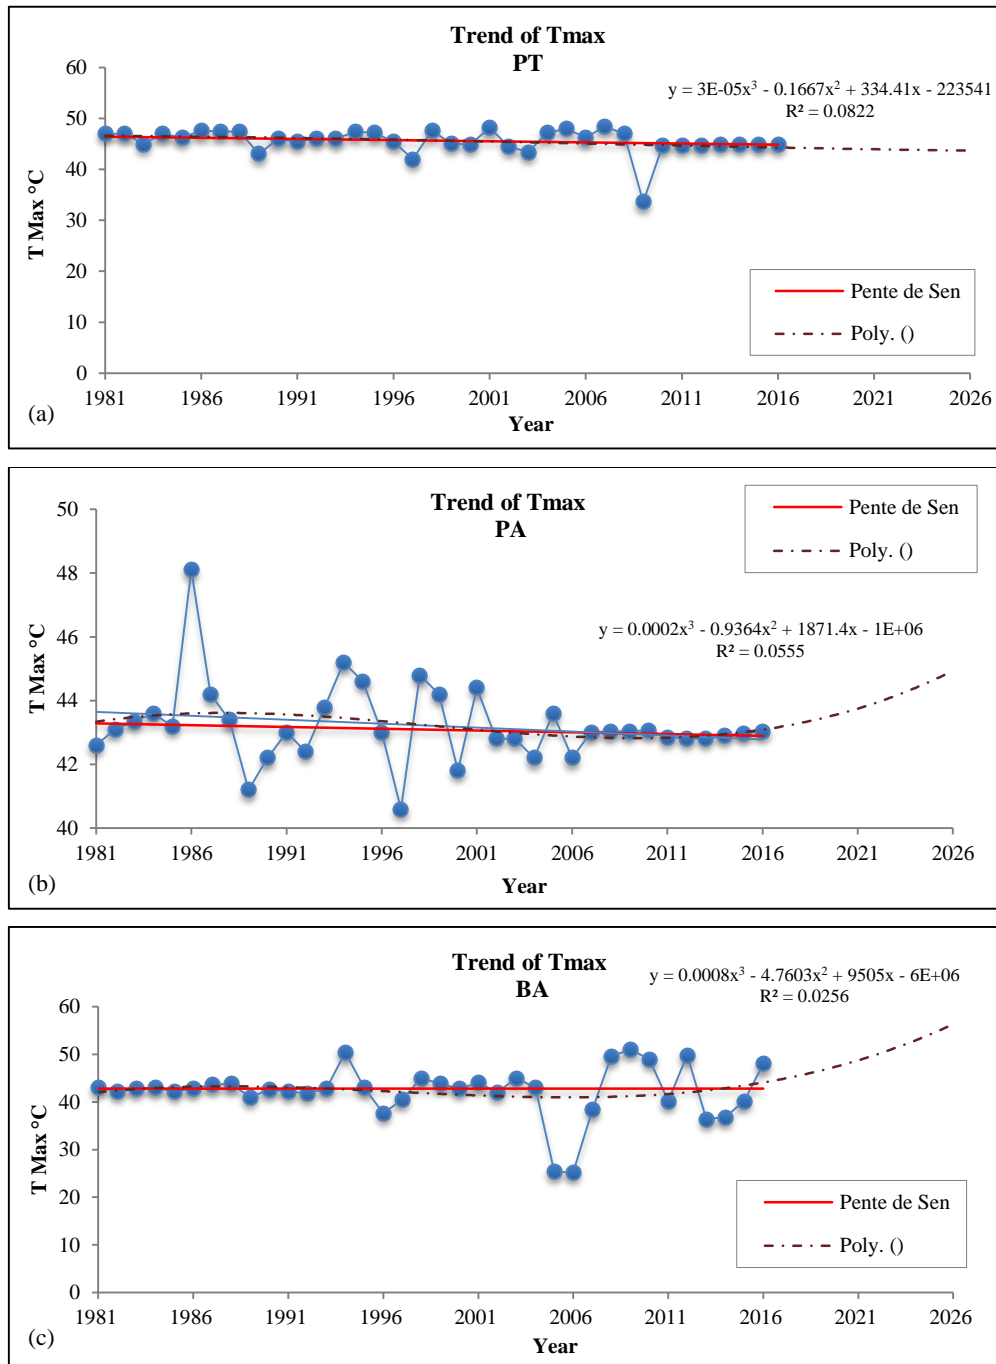 Trend of Tmax
PT
y = 3E-05x³ - 0.1667x² + 334.41x - 223541
R² = 0.0822
T Max °C
60
50
40
30
20
10
0
Pente de Sen
Poly. ()
1981 1986 1991 1996 2001 2006 2011 2016 2021 2026
(a)
Year
Trend of Tmax
PA
Pente de Sen
Poly. ()
y = 0.0002x³ - 0.9364x² + 1871.4x - 1E+06
R² = 0.0555
T Max °C
50
48
46
44
42
40
1981 1986 1991 1996 2001 2006 2011 2016 2021 2026
(b)
Year
Trend of Tmax
BA
y = 0.0008x³ - 4.7603x² + 9505x - 6E+06
R² = 0.0256
T Max °C
60
50
40
30
20
10
0
Pente de Sen
Poly. ()
1981 1986 1991 1996 2001 2006 2011 2016 2021 2026
(c)
Year